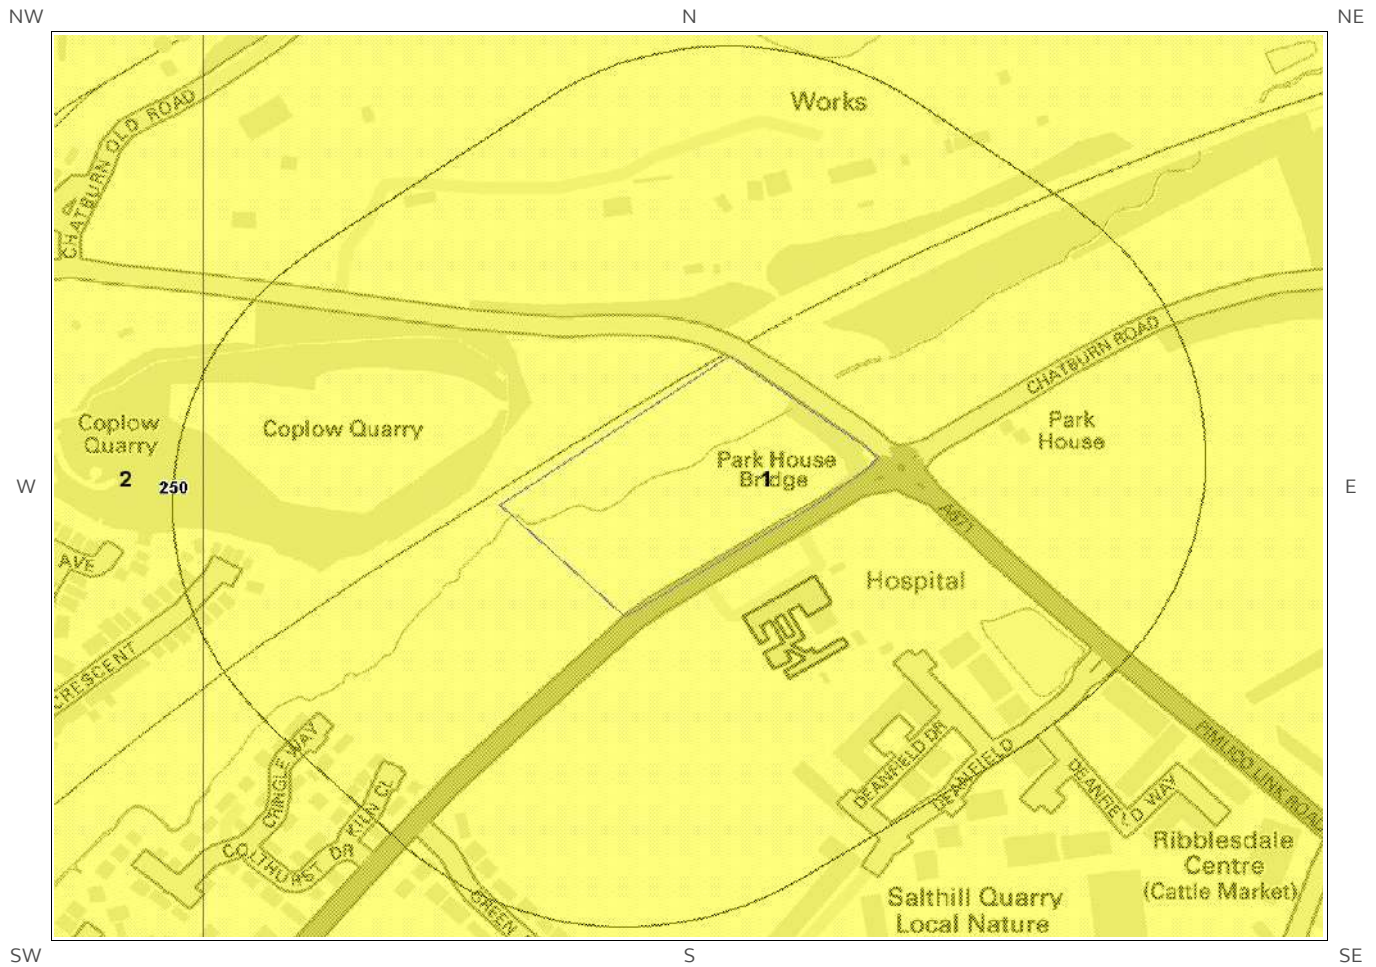 NW
N
NE
Works
CHATBURN OLD ROAD
CHATBURN ROAD
Coplow
Quarry
Coplow Quarry
Park
House
Park House
Bridge
1
W
2
250
E
A671
AVE
Hospital
CRESCENT
CRINGLE WAY
KILN CL
COLTHURST DR
DEANFIELD DR
DEANFIELD
DEANFIELD WAY
PIMLICO LINK ROAD
Ribblesdale
Centre
(Cattle Market)
GREEN
Salthill Quarry
Local Nature
SW
S
SE